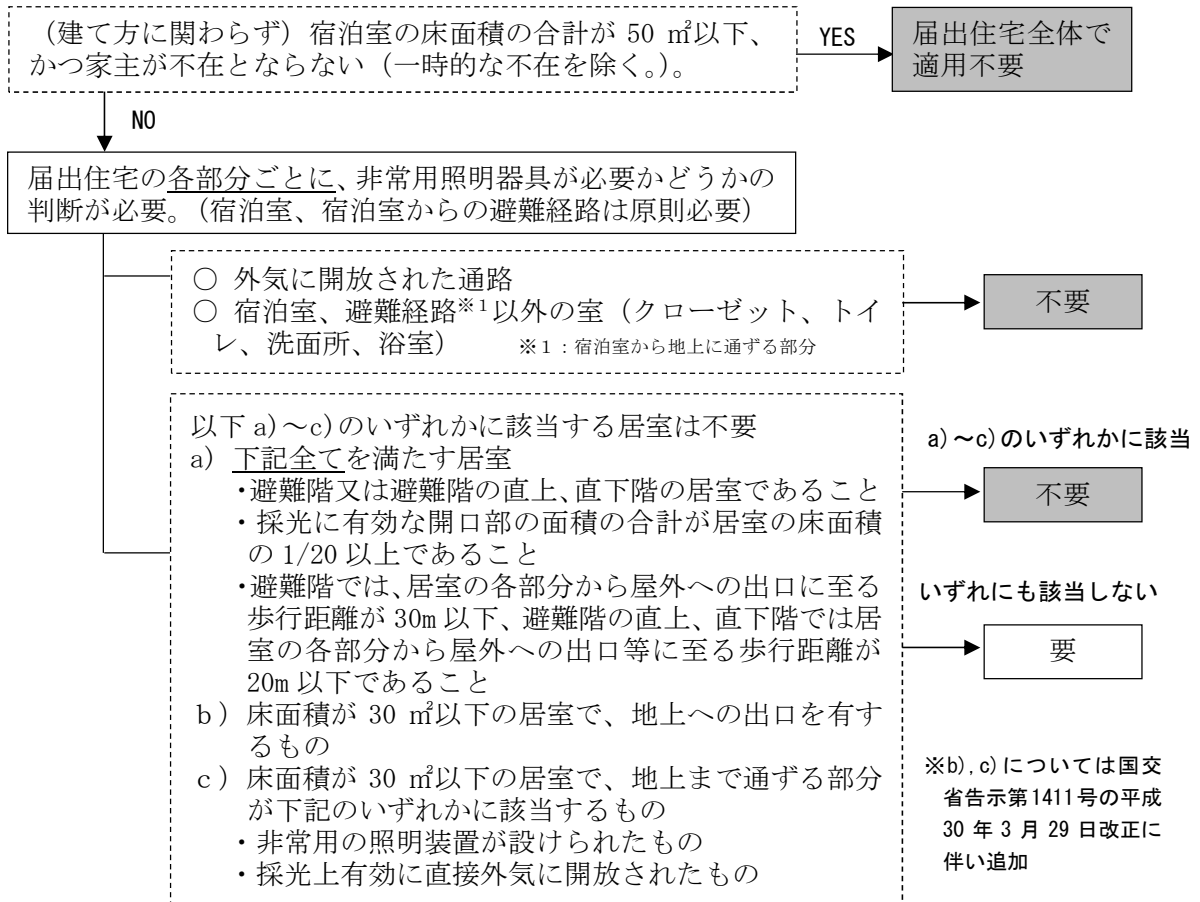 （建て方に関わらず）宿泊室の床面積の合計が 50 ㎡以下、
かつ家主が不在とならない（一時的な不在を除く。）。
YES
届出住宅全体で
適用不要
NO
届出住宅の各部分ごとに、非常用照明器具が必要かどうかの
判断が必要。（宿泊室、宿泊室からの避難経路は原則必要）
○ 外気に開放された通路
○ 宿泊室、避難経路※1以外の室（クローゼット、トイ
レ、洗面所、浴室）　※１：宿泊室から地上に通ずる部分
不要
以下 a)～c)のいずれかに該当する居室は不要
a) 下記全てを満たす居室
・避難階又は避難階の直上、直下階の居室であること
・採光に有効な開口部の面積の合計が居室の床面積
の 1/20 以上であること
・避難階では、居室の各部分から屋外への出口に至る
歩行距離が 30m 以下、避難階の直上、直下階では居
室の各部分から屋外への出口等に至る歩行距離が
20m 以下であること
ｂ）床面積が 30 ㎡以下の居室で、地上への出口を有す
るもの
ｃ）床面積が 30 ㎡以下の居室で、地上まで通ずる部分
が下記のいずれかに該当するもの
・非常用の照明装置が設けられたもの
・採光上有効に直接外気に開放されたもの
a)～c)のいずれかに該当
不要
いずれにも該当しない
要
※b),c)については国交
省告示第1411号の平成
30 年 3 月 29 日改正に
伴い追加